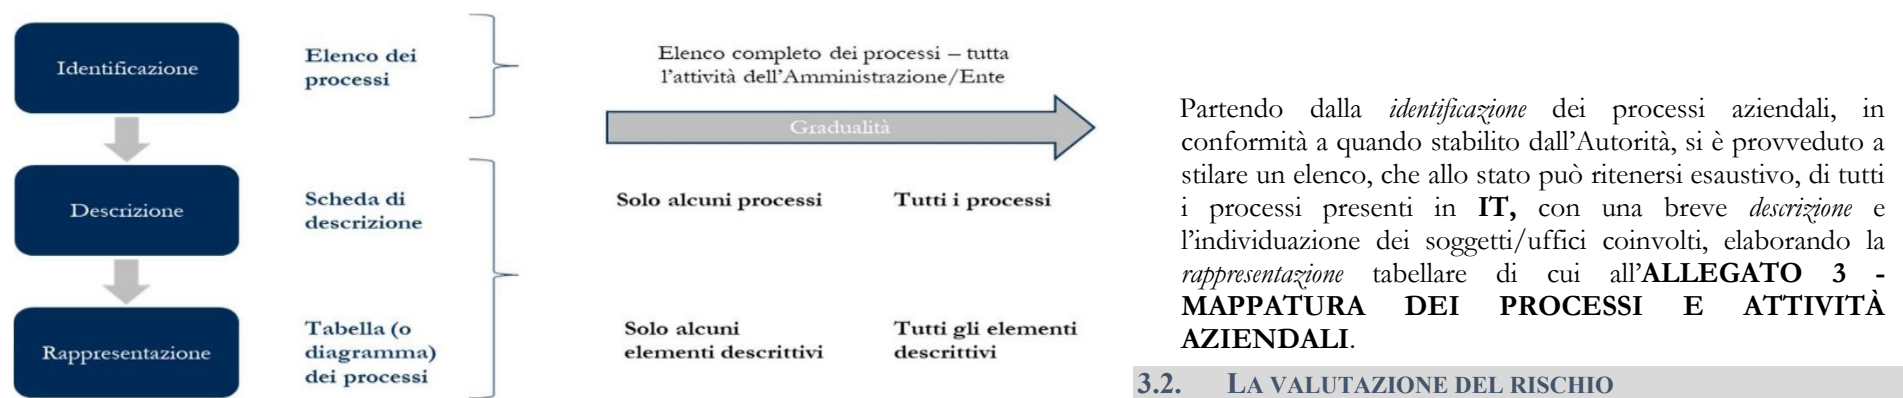 Identificazione
Elenco dei
processi
Elenco completo dei processi – tutta
l'attività dell'Amministrazione/Ente
Gradualità
Descrizione
Scheda di
descrizione
Solo alcuni processi
Tutti i processi
Rappresentazione
Tabella (o
diagramma)
dei processi
Solo alcuni
elementi descrittivi
Tutti gli elementi
descrittivi
Partendo dalla identificazione dei processi aziendali, in
conformità a quando stabilito dall'Autorità, si è provveduto a
stilare un elenco, che allo stato può ritenersi esaustivo, di tutti
i processi presenti in IT, con una breve descrizione e
l'individuazione dei soggetti/uffici coinvolti, elaborando la
rappresentazione tabellare di cui all'ALLEGATO 3 -
MAPPATURA DEI PROCESSI E ATTIVITÀ
AZIENDALI.
3.2. LA VALUTAZIONE DEL RISCHIO